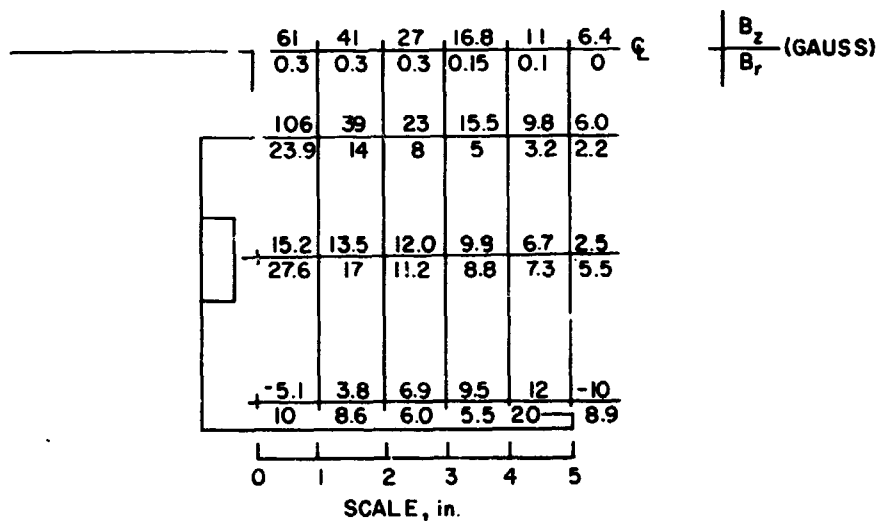 61 41 27 16.8 11 6.4 ℄ B_z
0.3 0.3 0.3 0.15 0.1 0 B_r (GAUSS)
106 39 23 15.5 9.8 6.0
23.9 14 8 5 3.2 2.2
15.2 13.5 12.0 9.9 6.7 2.5
27.6 17 11.2 8.8 7.3 5.5
-5.1 3.8 6.9 9.5 12 -10
10 8.6 6.0 5.5 20 8.9
0 1 2 3 4 5
SCALE, in.